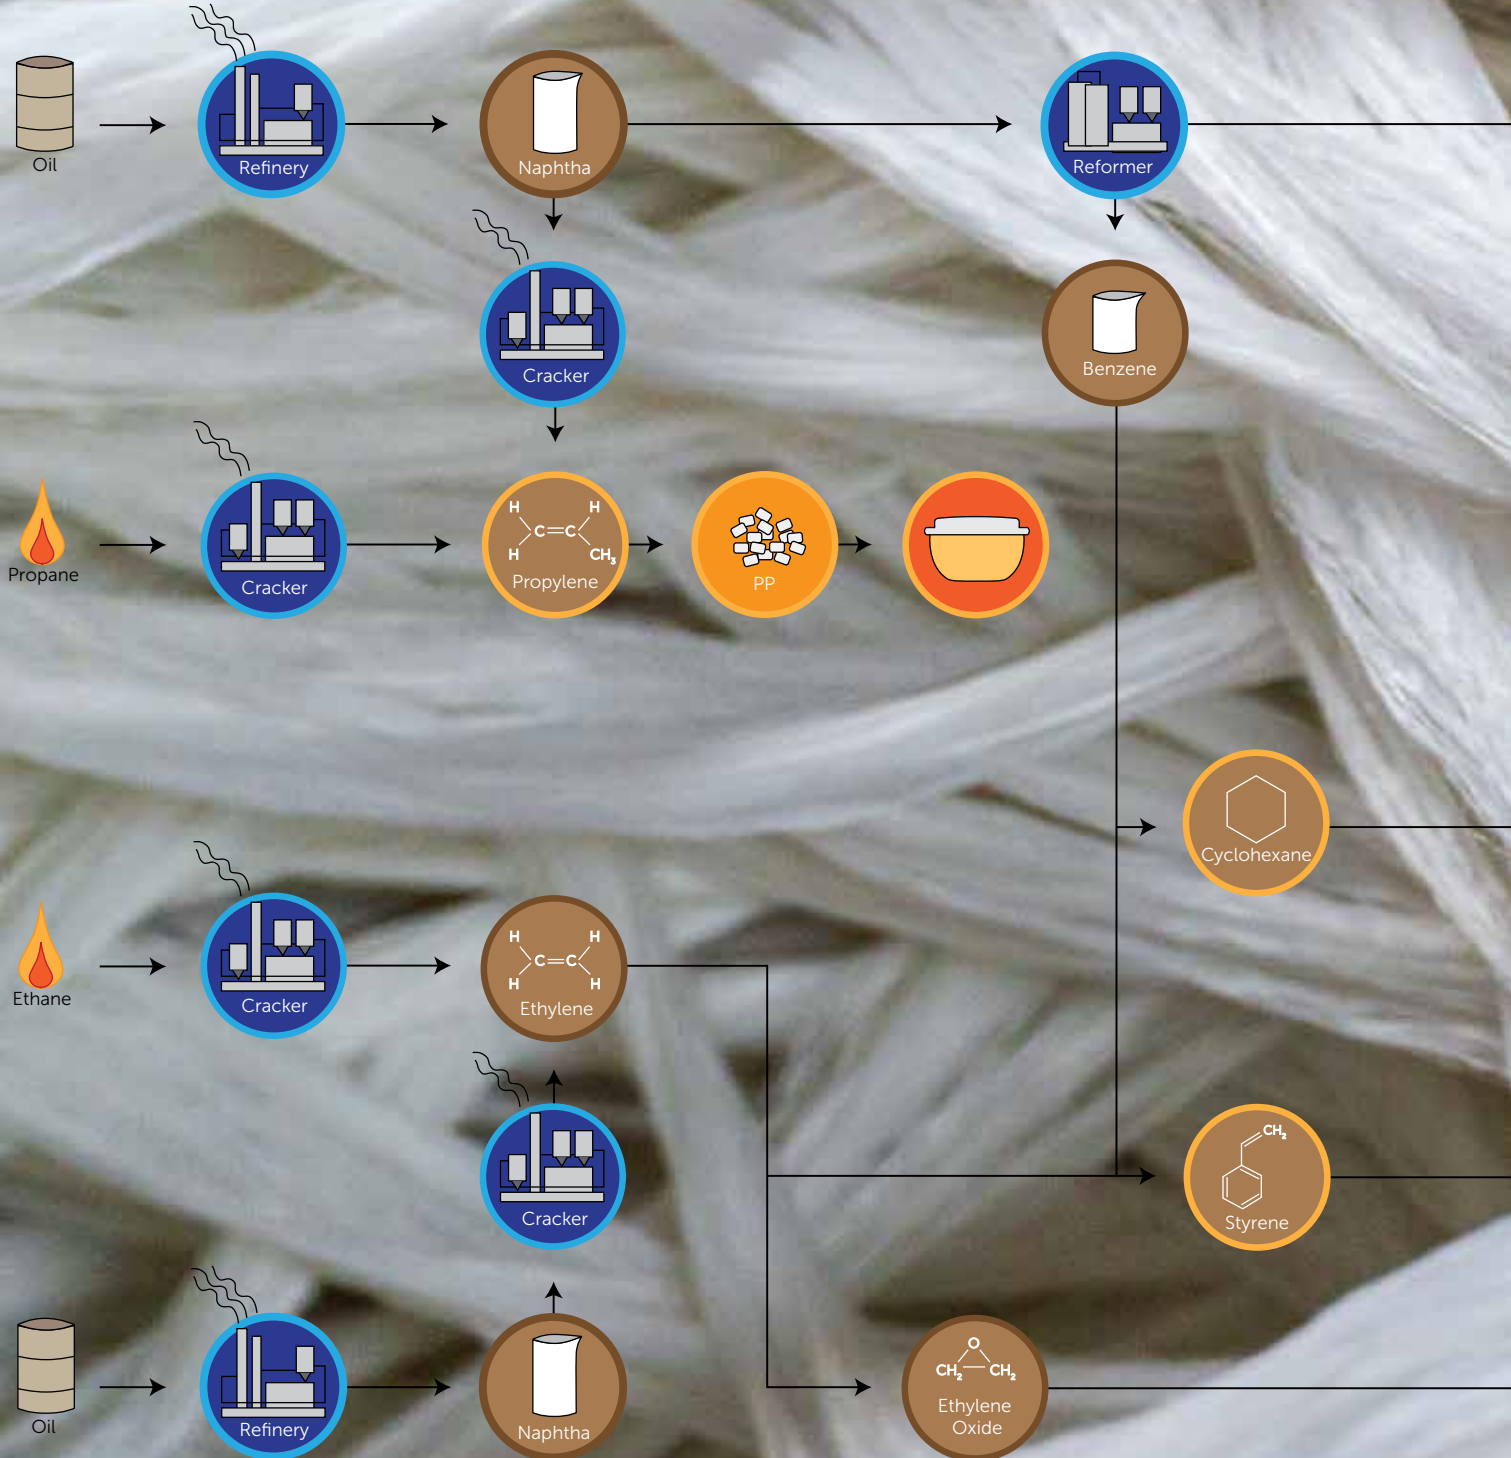 Oil
Refinery
Naphtha
Reformer
Cracker
Benzene
Propane
Cracker
H H
C=C
H CH₃
Propylene
PP
Cyclohexane
Ethane
Cracker
H H
C=C
H H
Ethylene
Cracker
CH₂
Styrene
Oil
Refinery
Naphtha
O
CH₂ CH₂
Ethylene
Oxide